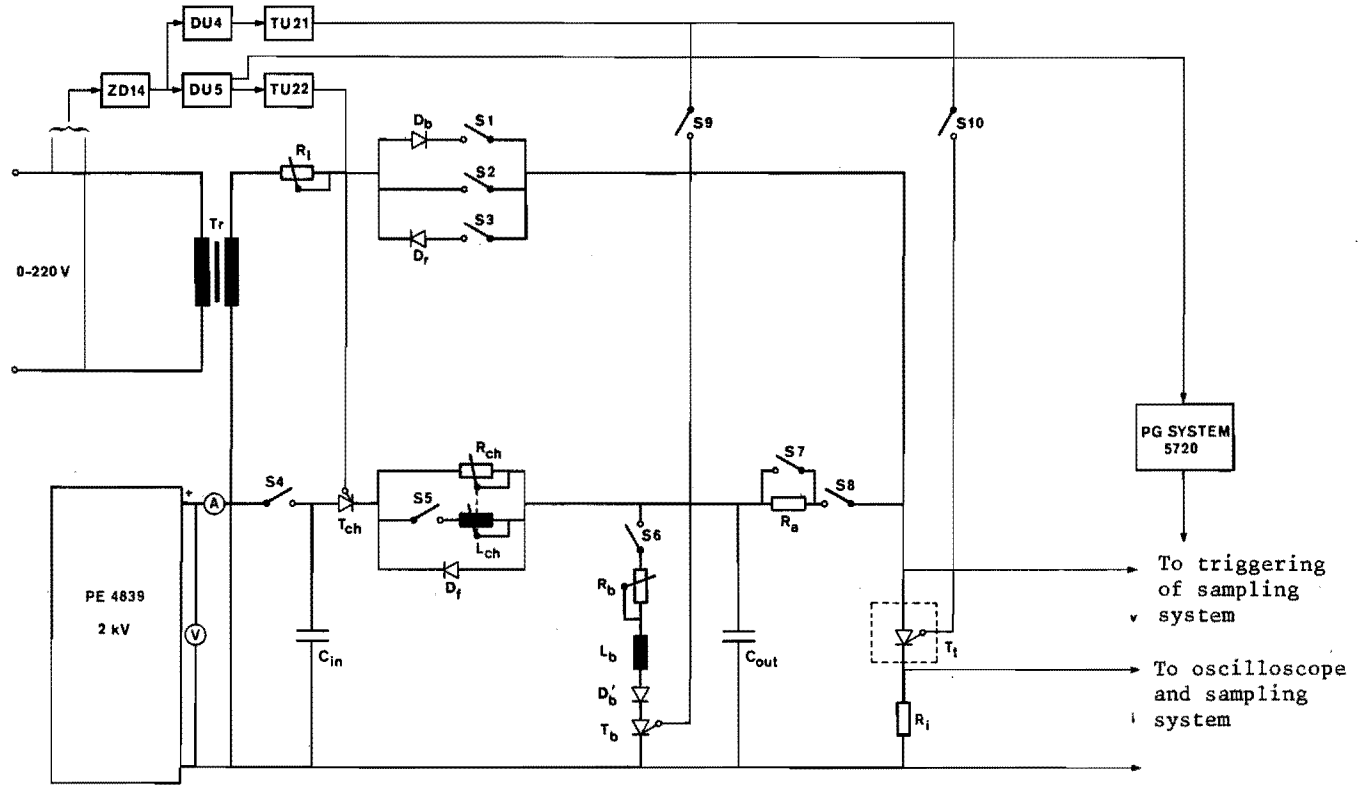 DU4
TU21
ZD14
DU5
TU22
Db
S1
S9
S10
Rl
S2
S3
Dr
Tr
0-220 V
PG SYSTEM
5720
Rch
S7
S4
S5
S8
+
A
Tch
Lch
Ra
S6
Df
To triggering
of sampling
system
PE 4839
2 kV
Rb
V
Cin
Lb
Cout
Tt
To oscilloscope
and sampling
system
Db'
Tb
Ri